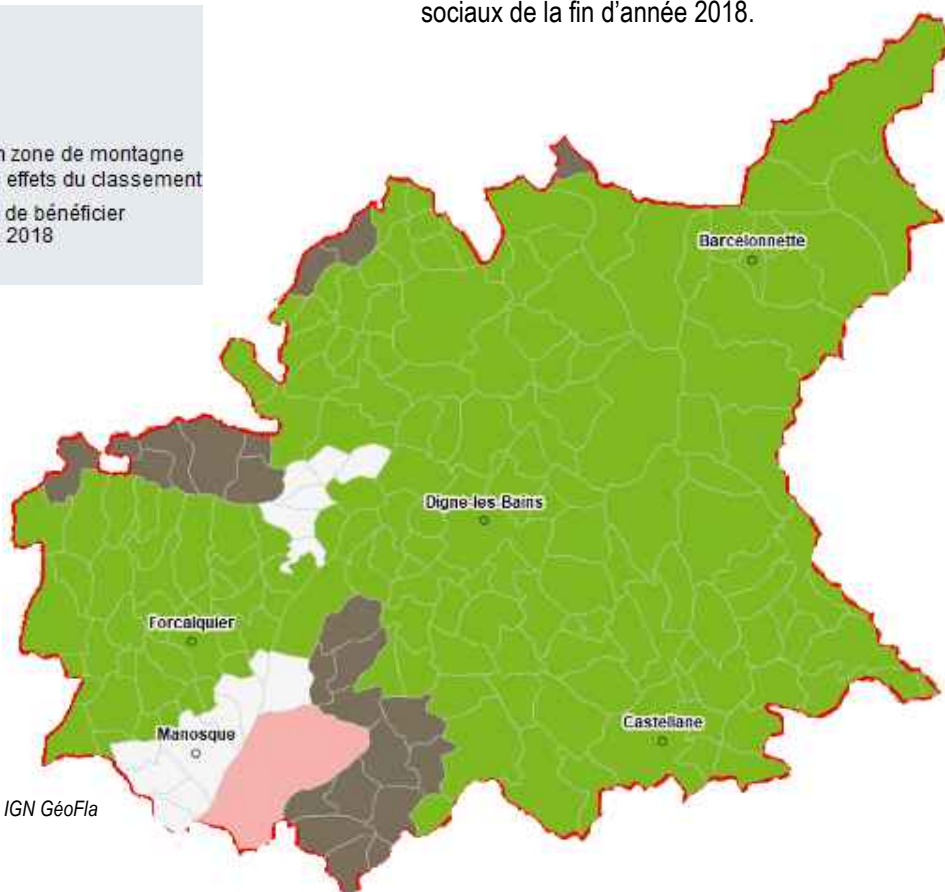 sociaux de la fin d'année 2018.
zone de montagne
effets du classement
de bénéficier
2018
Barcelonnette
Digne-les-Bains
Forcalquier
Manosque
Castellane
IGN GéoFla